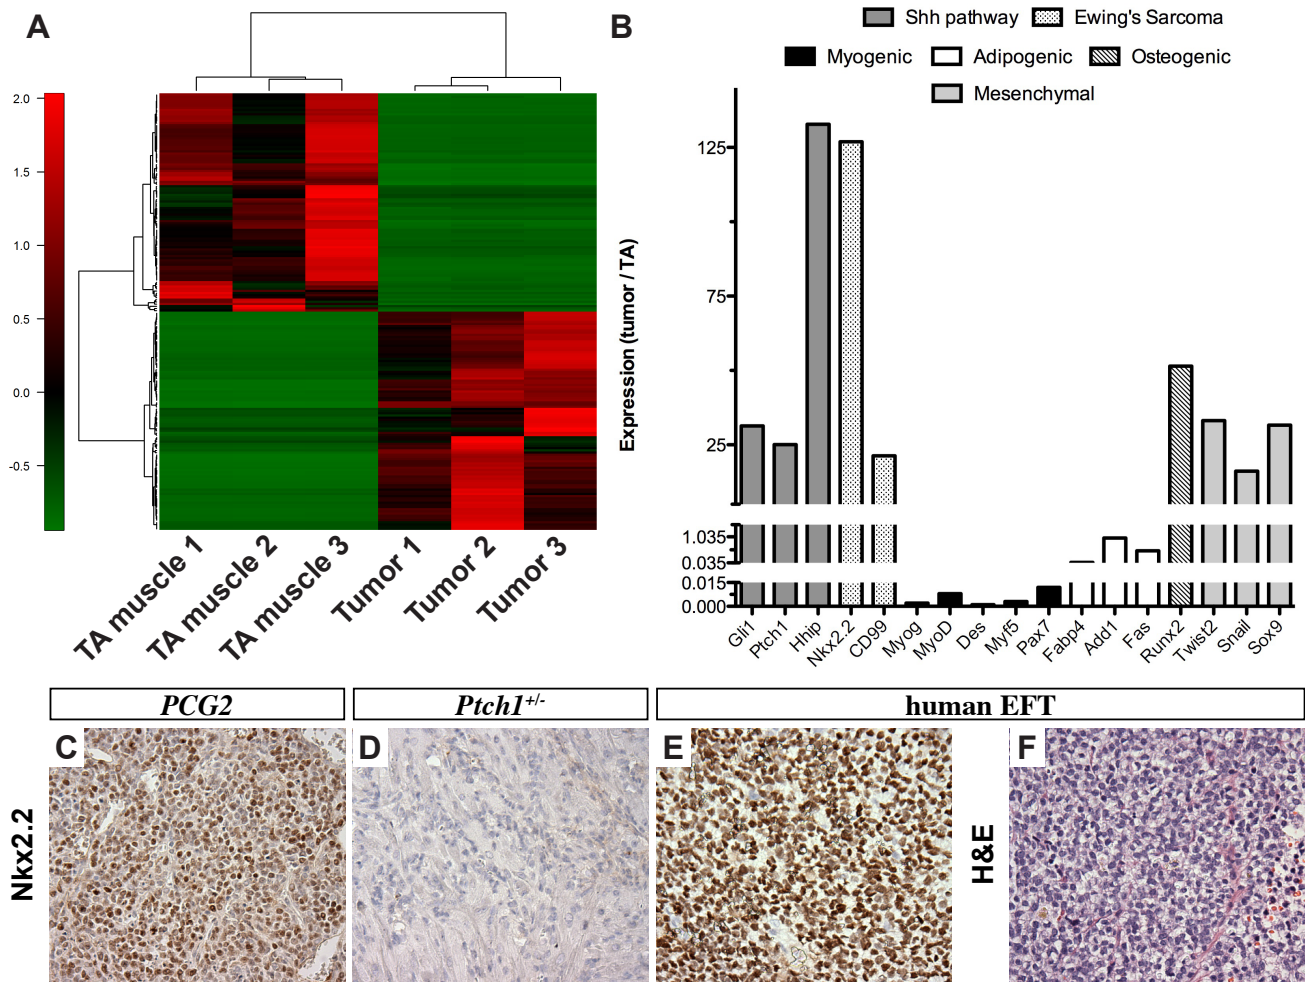 A
2.0
1.5
1.0
0.5
0.0
-0.5
TA muscle 1
TA muscle 2
TA muscle 3
Tumor 1
Tumor 2
Tumor 3
B
Shh pathway
Ewing's Sarcoma
Myogenic
Adipogenic
Osteogenic
Mesenchymal
Expression (tumor / TA)
125
75
25
1.035
0.035
0.015
0.000
Gli1
Ptch1
Hhip
Nkx2.2
CD99
Myog
MyoD
Des
Myf5
Pax7
Fabp4
Add1
Fas
Runx2
Twist2
Snail
Sox9
PCG2
Ptch1+/-
human EFT
Nkx2.2
C
D
E
H&E
F